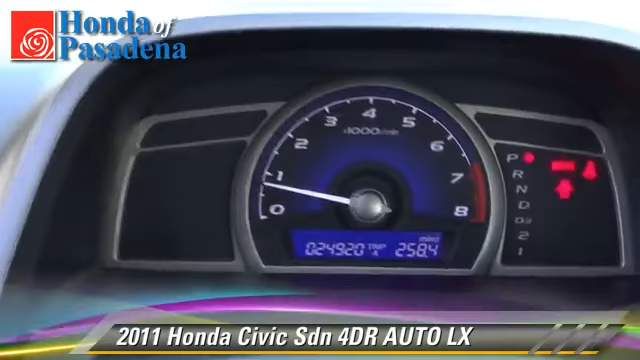 Honda of
Pasadena
0 1 2 3 4 5 6 7 8
x1000r/min
P
R
N
D
D3
2
1
miles
024920 TRIP A 258.4
2011 Honda Civic Sdn 4DR AUTO LX